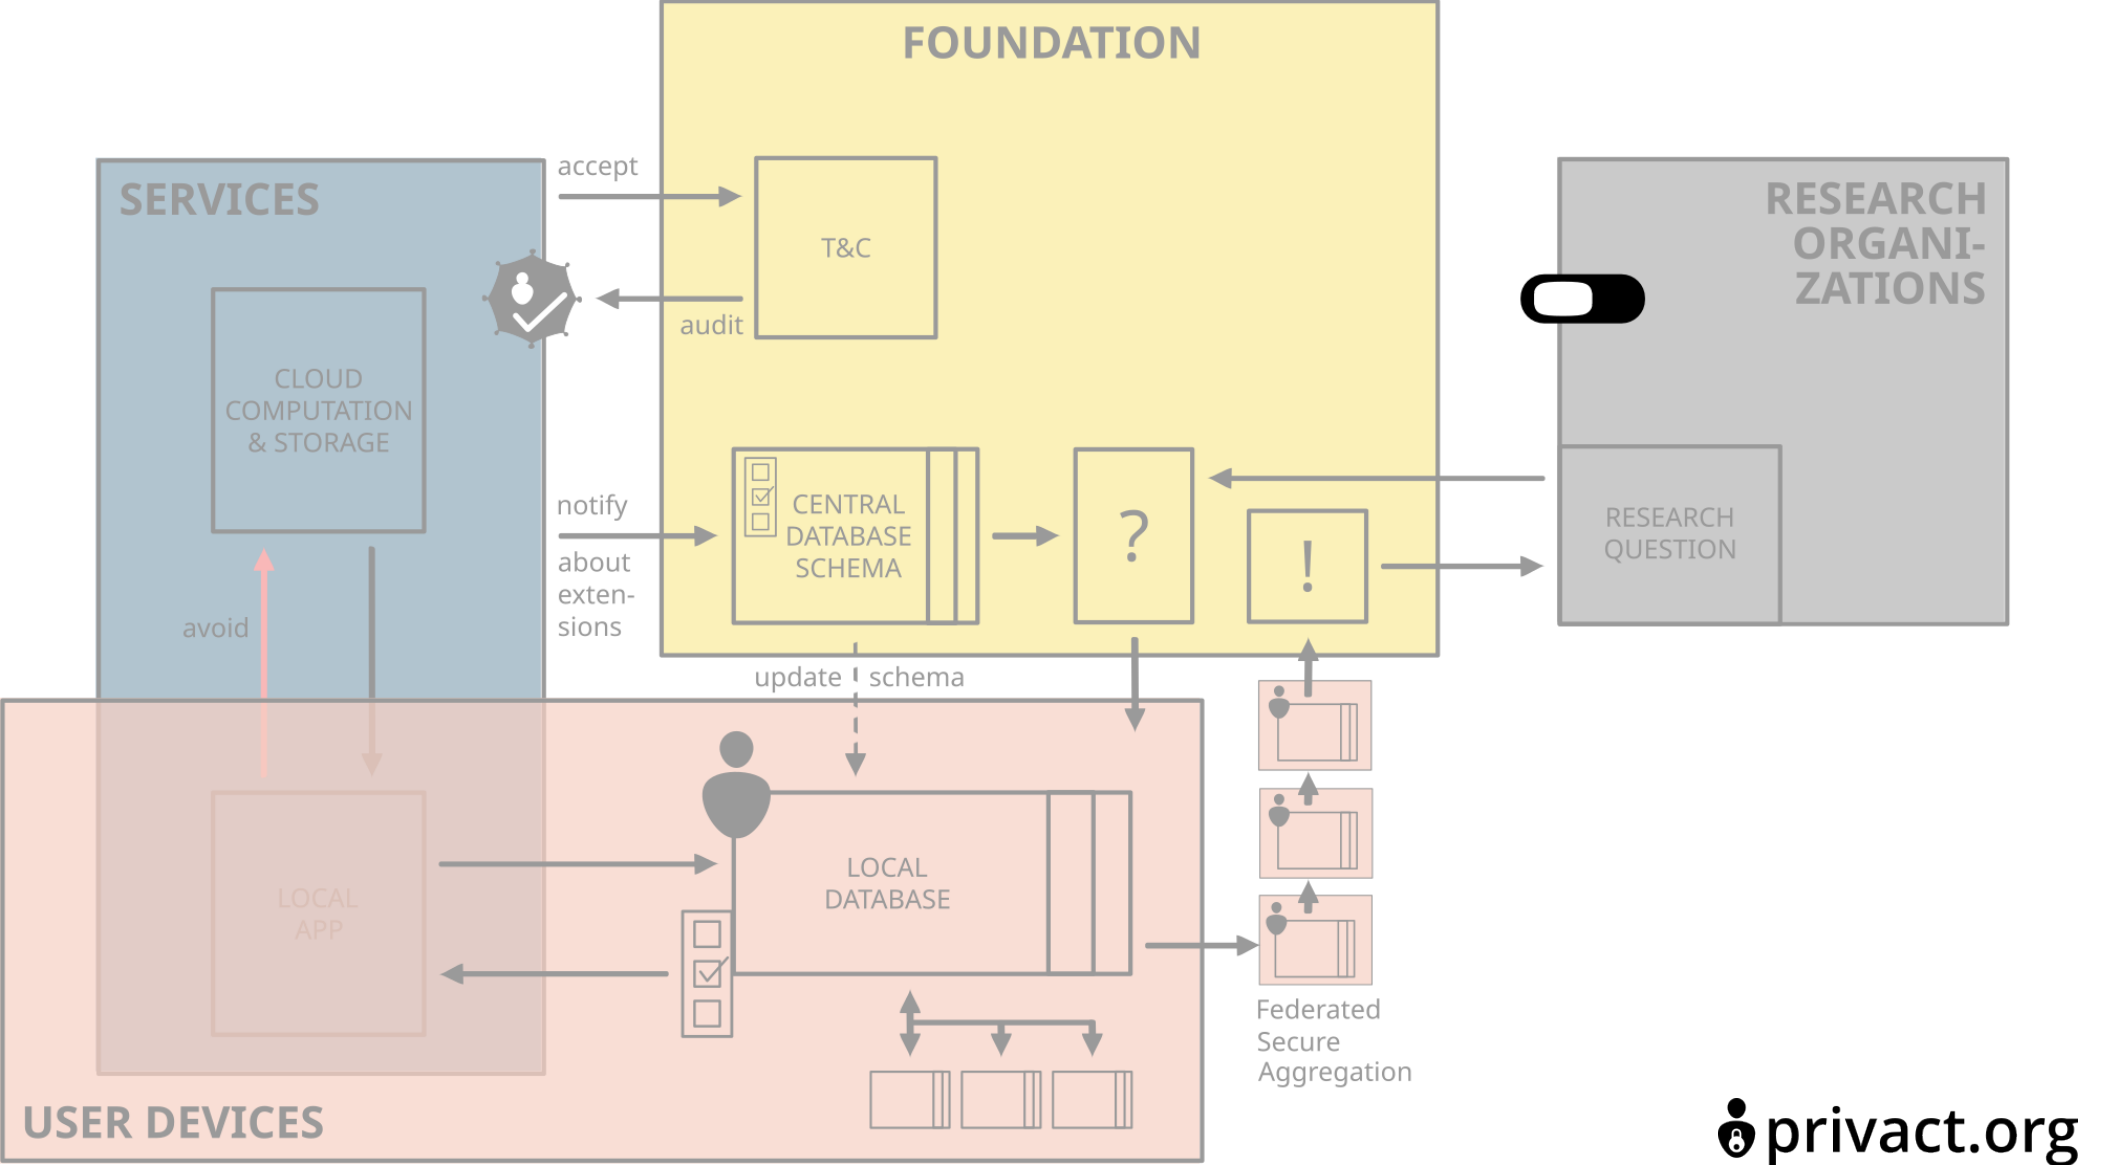 FOUNDATION
SERVICES
accept
T&C
audit
RESEARCH
ORGANI-
ZATIONS
CLOUD
COMPUTATION
& STORAGE
notify
about
exten-
sions
CENTRAL
DATABASE
SCHEMA
?
!
RESEARCH
QUESTION
avoid
update schema
LOCAL
APP
LOCAL
DATABASE
Federated
Secure
Aggregation
USER DEVICES
privact.org